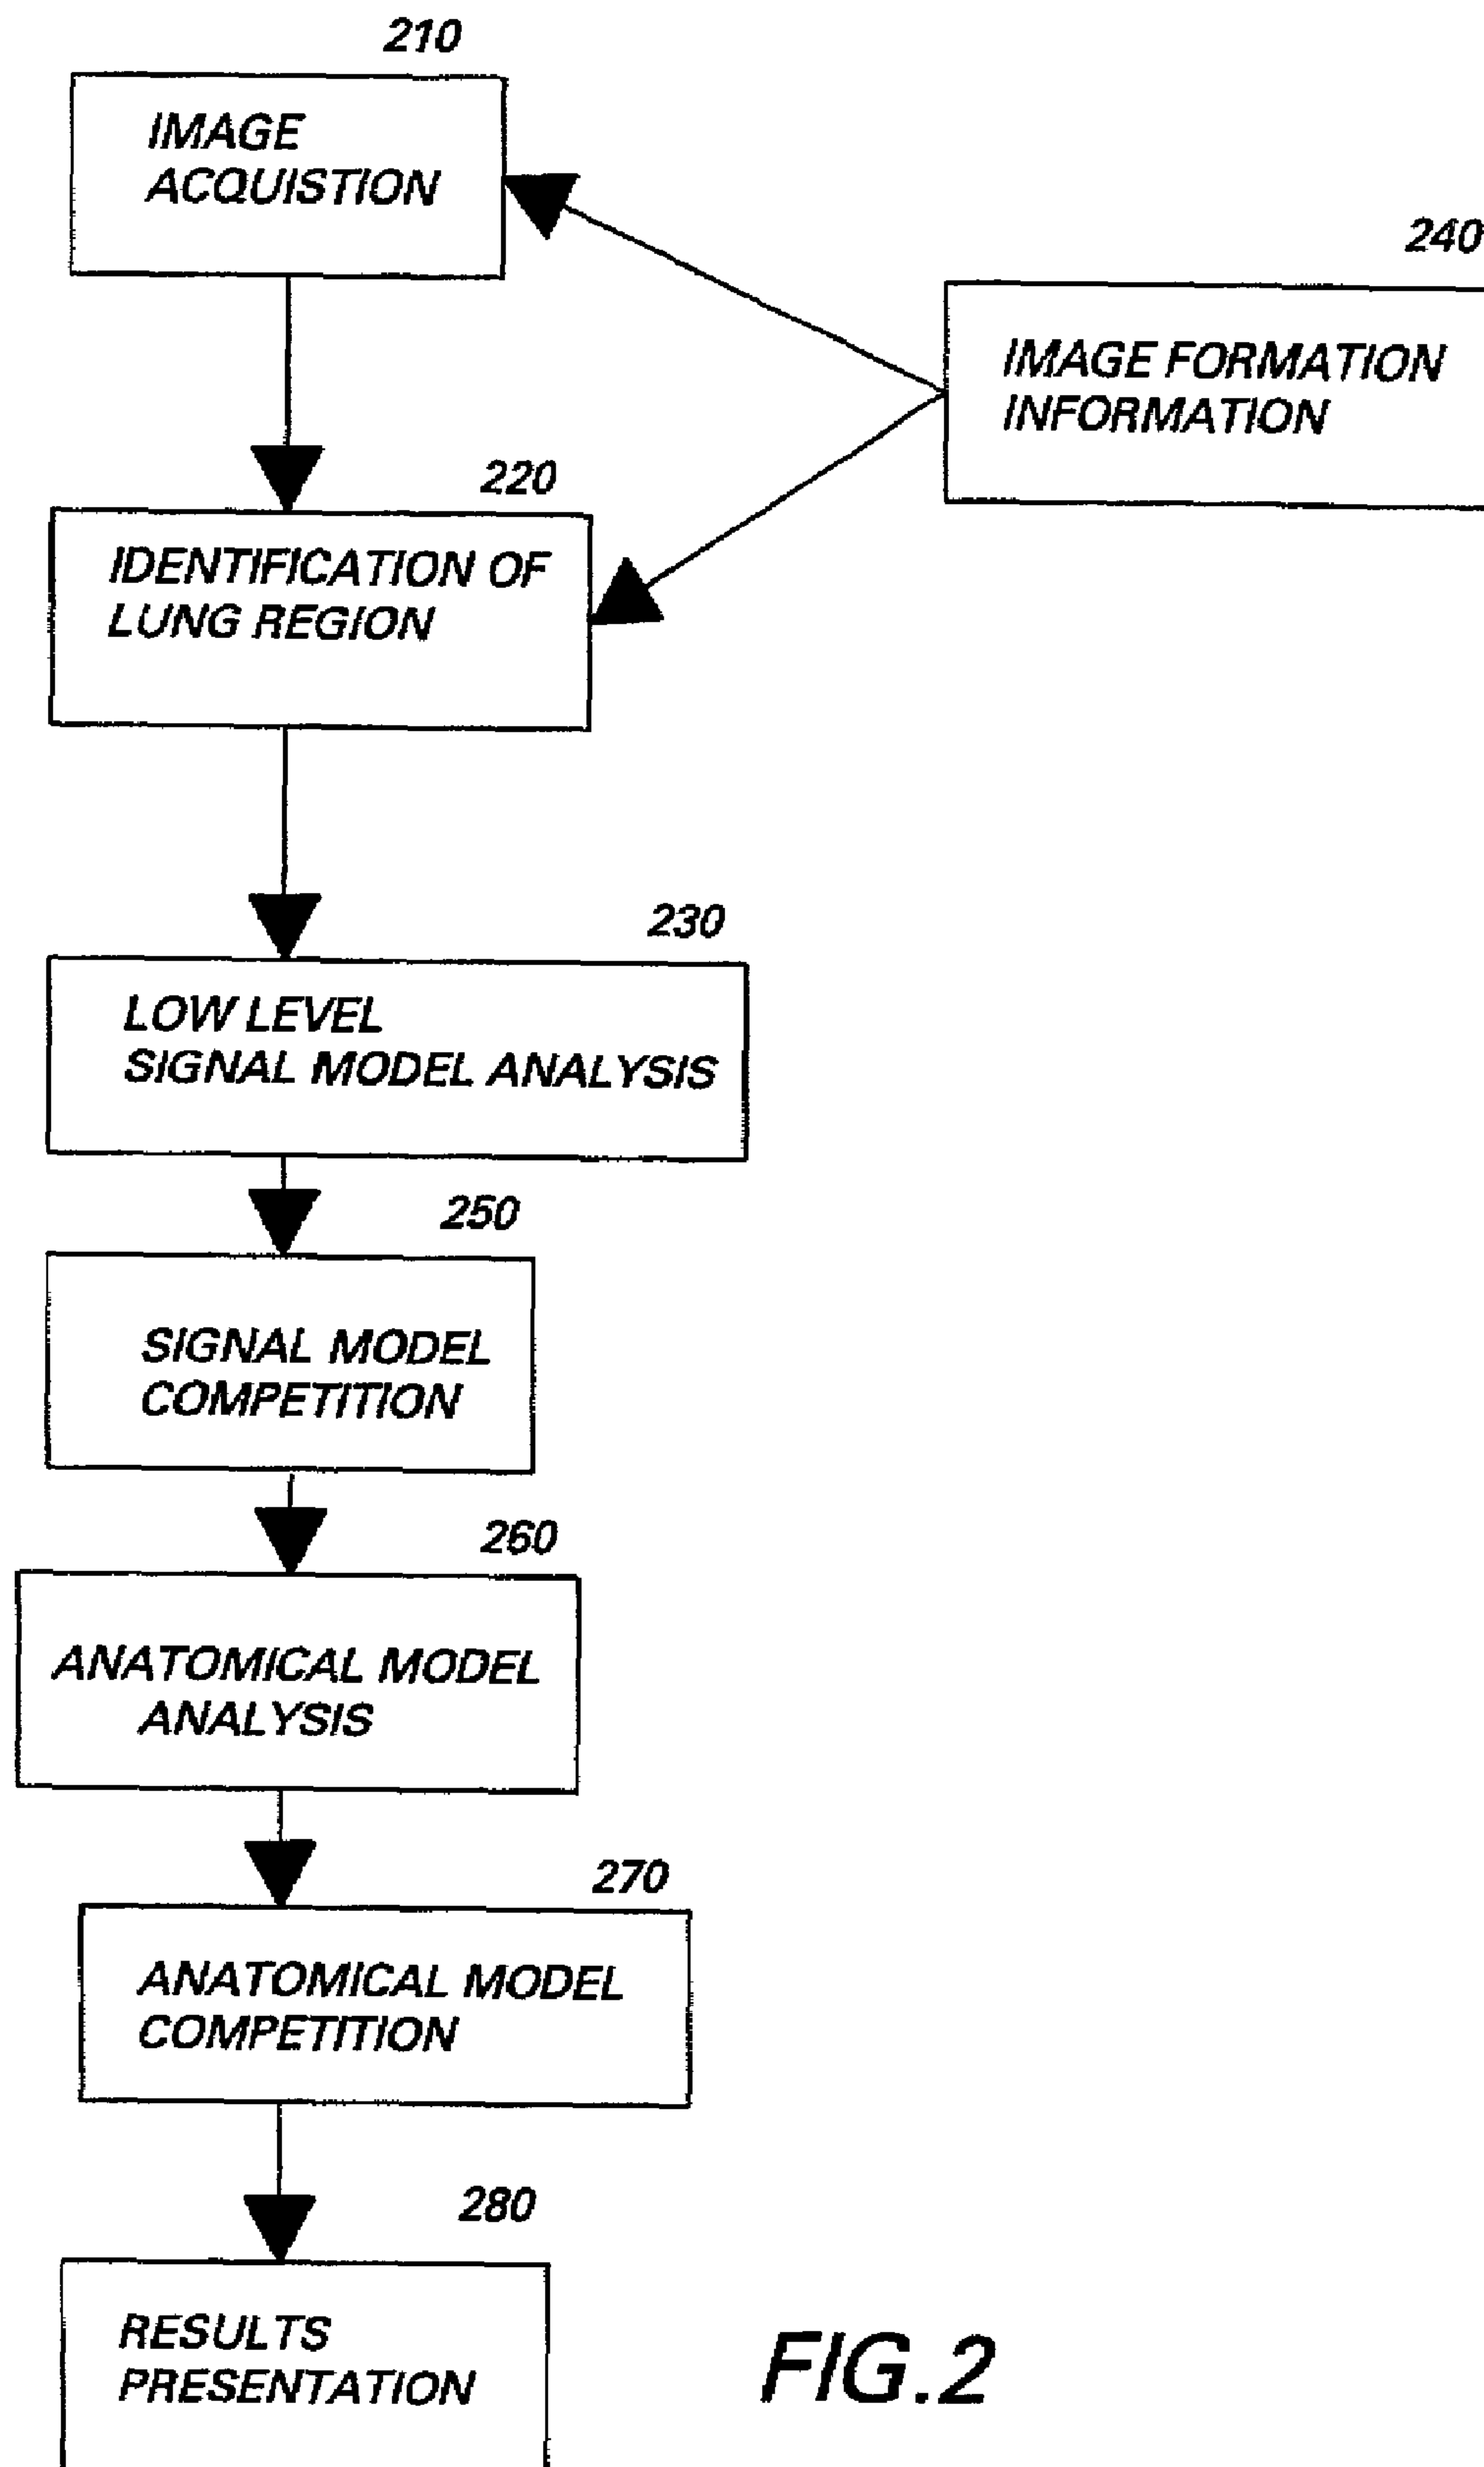 210
IMAGE
ACQUISTION
240
IMAGE FORMATION
INFORMATION
220
IDENTIFICATION OF
LUNG REGION
230
LOW LEVEL
SIGNAL MODEL ANALYSIS
250
SIGNAL MODEL
COMPETITION
260
ANATOMICAL MODEL
ANALYSIS
270
ANATOMICAL MODEL
COMPETITION
280
RESULTS
PRESENTATION
FIG.2